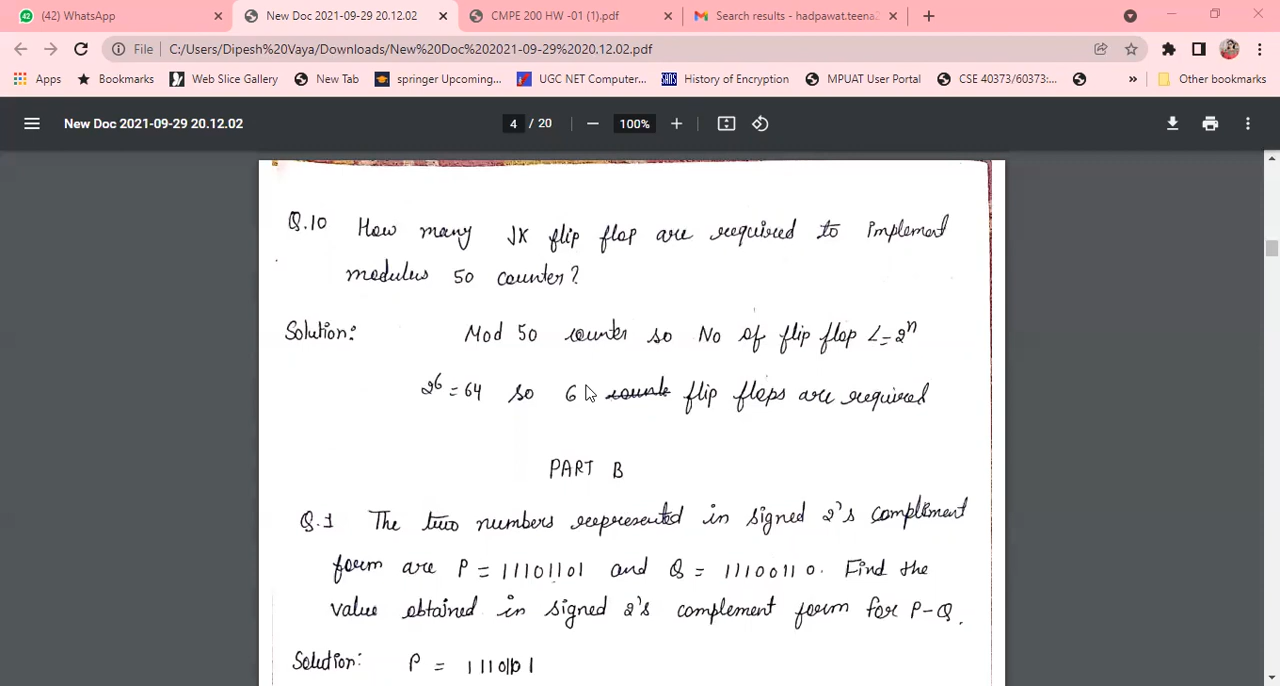 (42) WhatsApp
New Doc 2021-09-29 20.12.02
CMPE 200 HW -01 (1).pdf
Search results - hadpawat.teena2
File
C:/Users/Dipesh%20Vaya/Downloads/New%20Doc%202021-09-29%2020.12.02.pdf
Apps
Bookmarks
Web Slice Gallery
New Tab
springer Upcoming...
UGC NET Computer...
History of Encryption
MPUAT User Portal
CSE 40373/60373:...
»
Other bookmarks
New Doc 2021-09-29 20.12.02
4 / 20
100%
Q.10 How many JK flip flop are required to implement
modulus 50 counter?
Solution: Mod 50 counter so No of flip flop <= 2^n
2^6 = 64 so 6 count flip flops are required
PART B
Q.1 The two numbers represented in signed 2's complement
form are P = 11101101 and Q = 11100110. Find the
value obtained in signed 2's complement form for P-Q.
Solution: P =